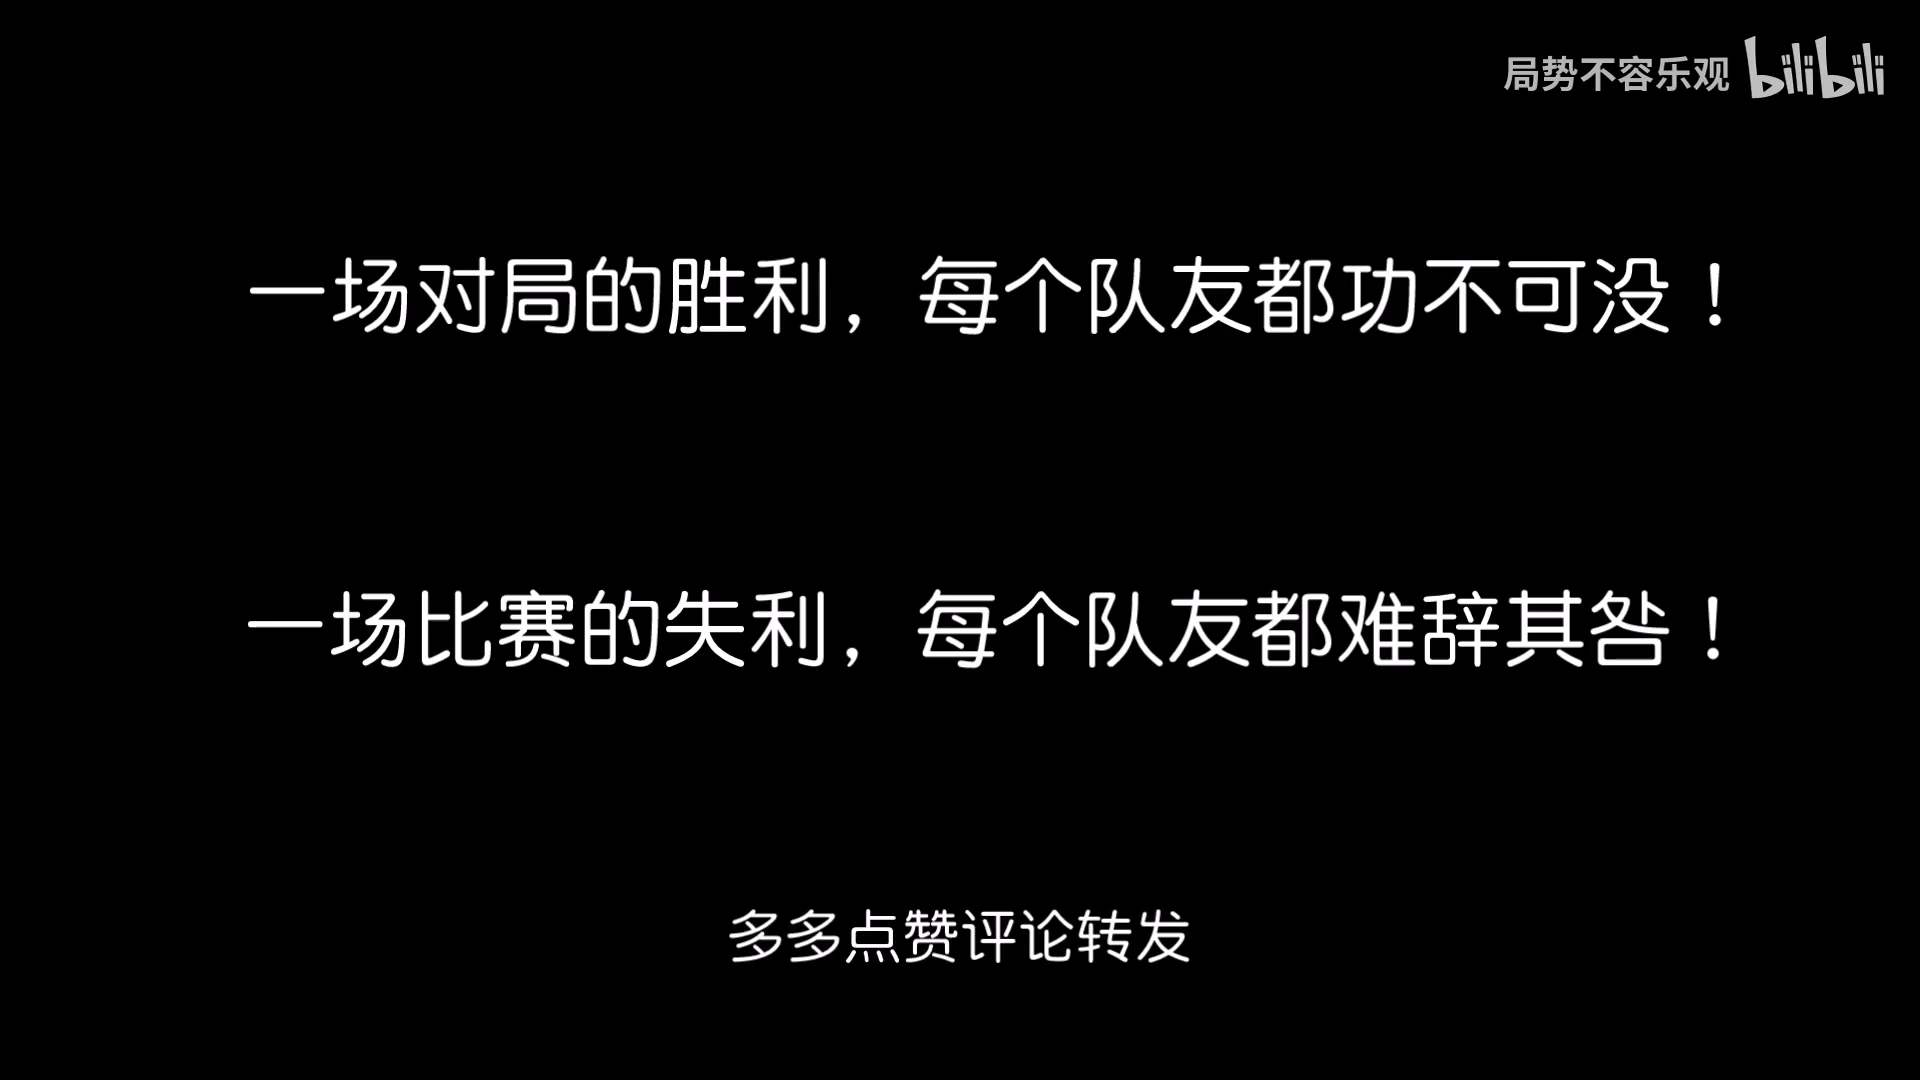 局势不容乐观 bilibili
一场对局的胜利，每个队友都功不可没！
一场比赛的失利，每个队友都难辞其咎！
多多点赞评论转发